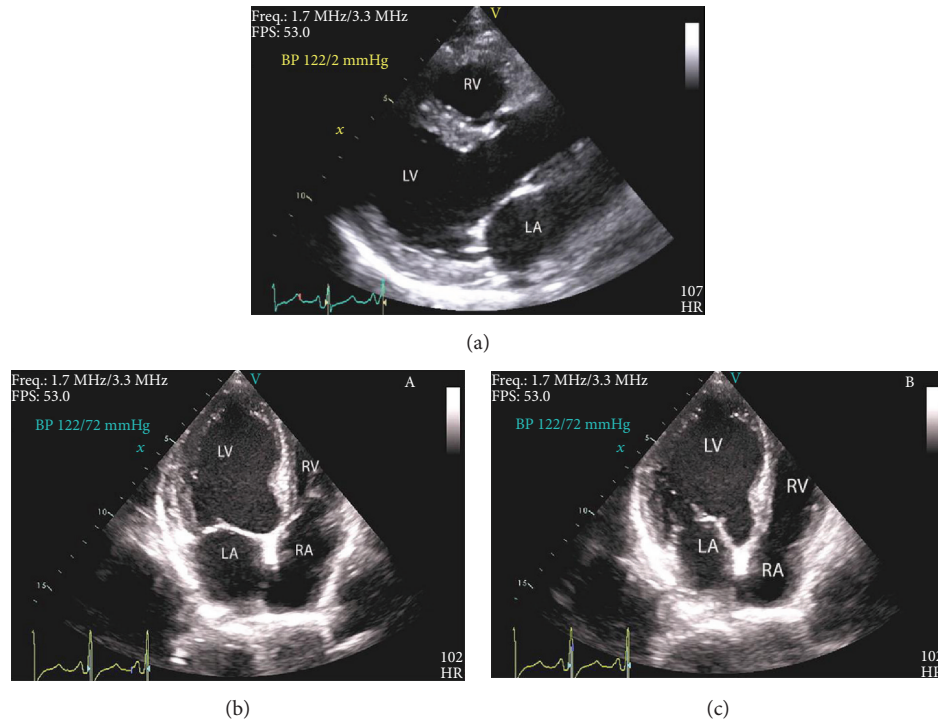 Freq.: 1.7 MHz/3.3 MHz
FPS: 53.0
V
BP 122/2 mmHg
RV
5
x
LV
10
LA
107
HR
(a)
Freq.: 1.7 MHz/3.3 MHz
FPS: 53.0
V
A
BP 122/72 mmHg
5
x
LV
RV
10
LA
RA
15
102
HR
(b)
Freq.: 1.7 MHz/3.3 MHz
FPS: 53.0
V
B
BP 122/72 mmHg
5
x
LV
RV
10
LA
RA
15
HR
(c)